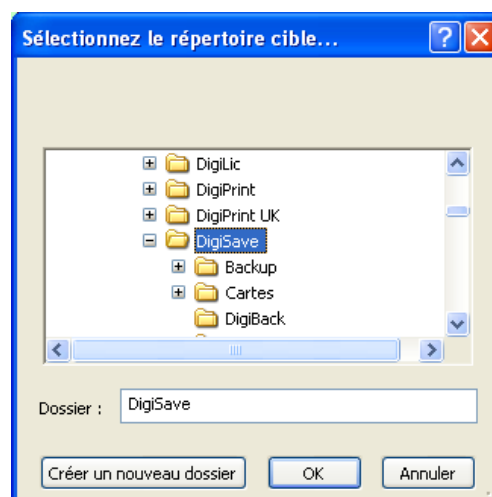 Sélectionnez le répertoire cible...
DigiLic
DigiPrint
DigiPrint UK
DigiSave
Backup
Cartes
DigiBack
Dossier : DigiSave
Créer un nouveau dossier OK Annuler